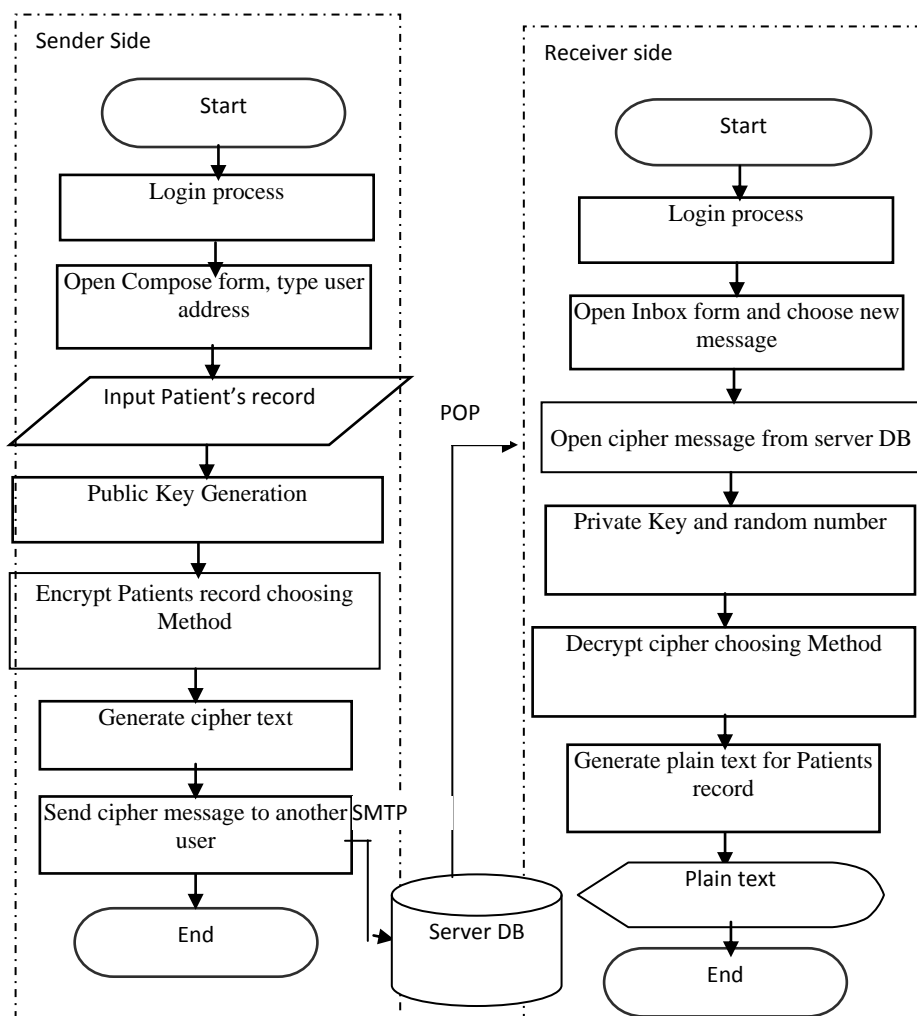 Sender Side
Start
Login process
Open Compose form, type user
address
Input Patient's record
Public Key Generation
Encrypt Patients record choosing
Method
Generate cipher text
Send cipher message to another
user
SMTP
End
Server DB
POP
Receiver side
Start
Login process
Open Inbox form and choose new
message
Open cipher message from server DB
Private Key and random number
Decrypt cipher choosing Method
Generate plain text for Patients
record
Plain text
End